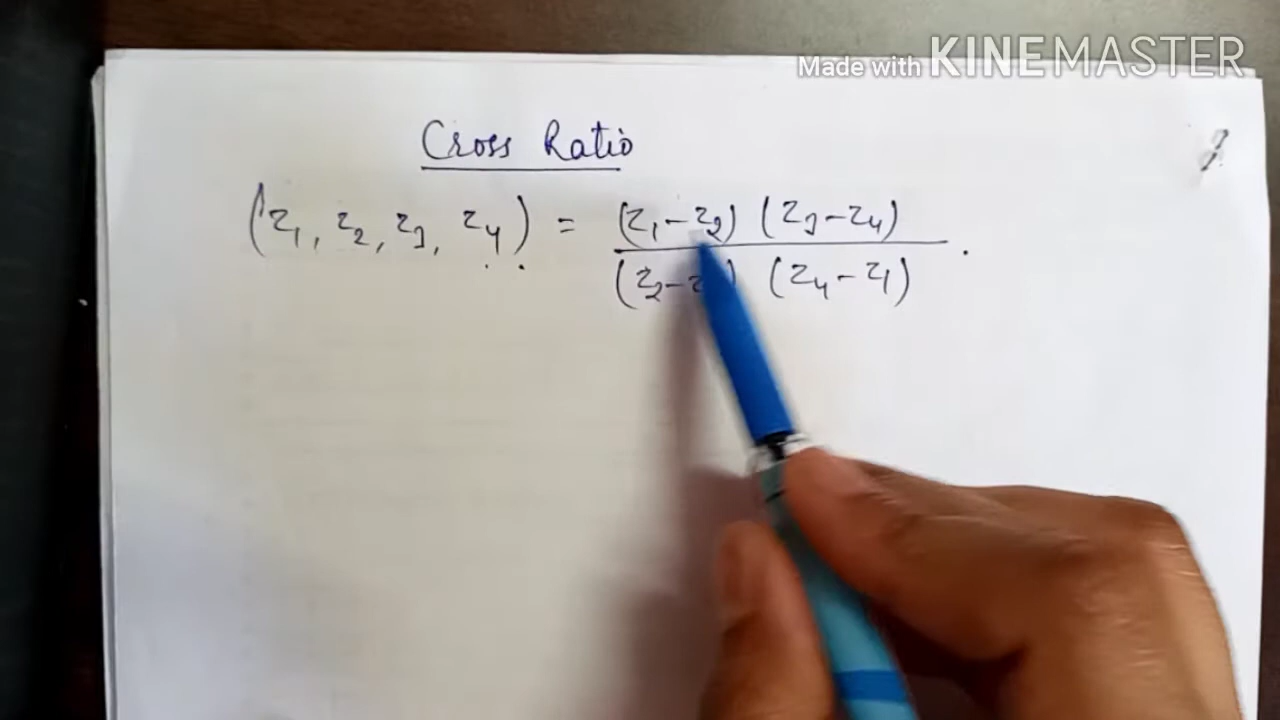 Made with KINEMASTER
Cross Ratio
(z₁, z₂, z₃, z₄) = (z₁-z₂) (z₃-z₄)
(z₂- (z₄-z₁) .